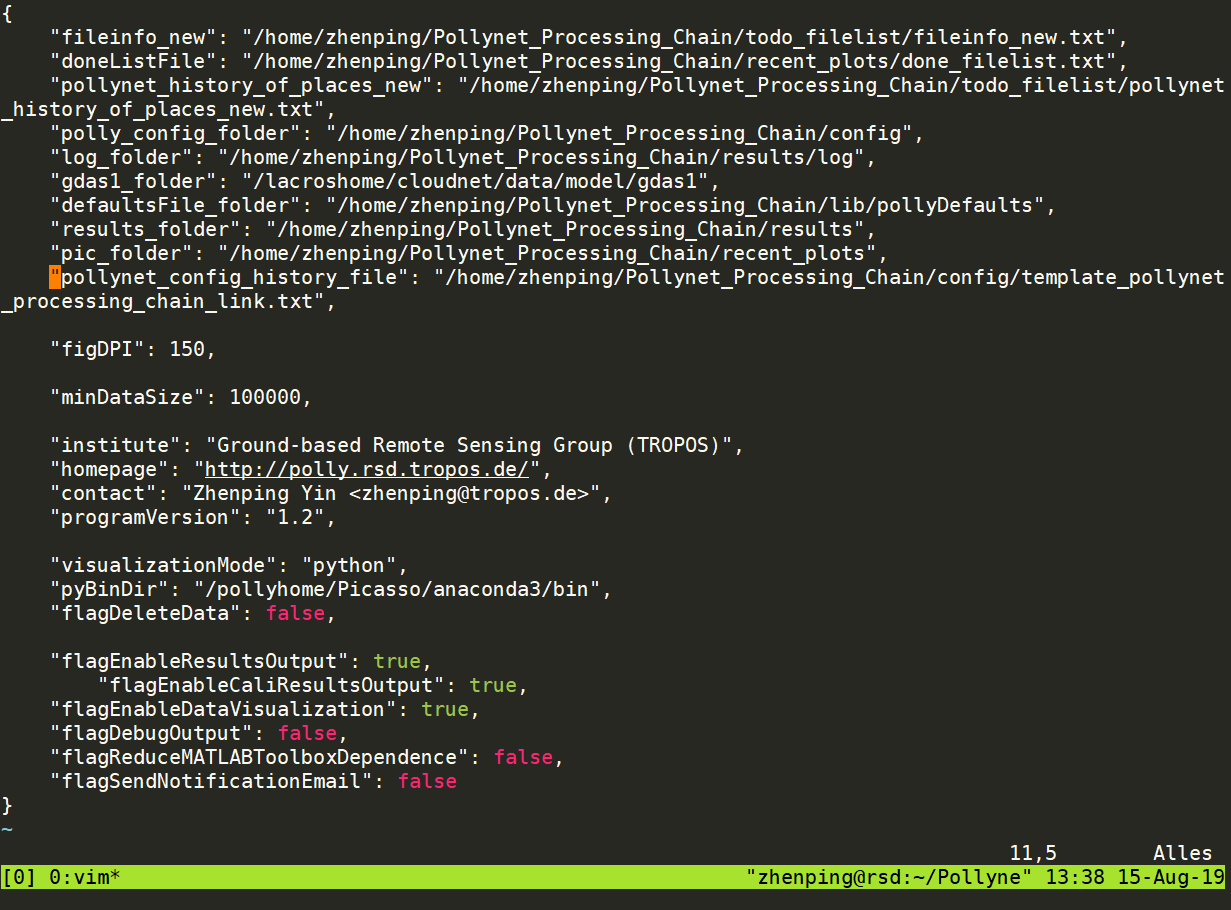 {
    "fileinfo_new": "/home/zhenping/Pollynet_Processing_Chain/todo_filelist/fileinfo_new.txt",
    "doneListFile": "/home/zhenping/Pollynet_Processing_Chain/recent_plots/done_filelist.txt",
    "pollynet_history_of_places_new": "/home/zhenping/Pollynet_Processing_Chain/todo_filelist/pollynet
_history_of_places_new.txt",
    "polly_config_folder": "/home/zhenping/Pollynet_Processing_Chain/config",
    "log_folder": "/home/zhenping/Pollynet_Processing_Chain/results/log",
    "gdas1_folder": "/lacroshome/cloudnet/data/model/gdas1",
    "defaultsFile_folder": "/home/zhenping/Pollynet_Processing_Chain/lib/pollyDefaults",
    "results_folder": "/home/zhenping/Pollynet_Processing_Chain/results",
    "pic_folder": "/home/zhenping/Pollynet_Processing_Chain/recent_plots",
    "pollynet_config_history_file": "/home/zhenping/Pollynet_Processing_Chain/config/template_pollynet
_processing_chain_link.txt",
    "figDPI": 150,
    "minDataSize": 100000,
    "institute": "Ground-based Remote Sensing Group (TROPOS)",
    "homepage": "http://polly.rsd.tropos.de/",
    "contact": "Zhenping Yin <zhenping@tropos.de>",
    "programVersion": "1.2",
    "visualizationMode": "python",
    "pyBinDir": "/pollyhome/Picasso/anaconda3/bin",
    "flagDeleteData": false,
    "flagEnableResultsOutput": true,
        "flagEnableCaliResultsOutput": true,
    "flagEnableDataVisualization": true,
    "flagDebugOutput": false,
    "flagReduceMATLABToolboxDependence": false,
    "flagSendNotificationEmail": false
}
~
11,5 Alles
[0] 0:vim* "zhenping@rsd:~/Pollyne" 13:38 15-Aug-19